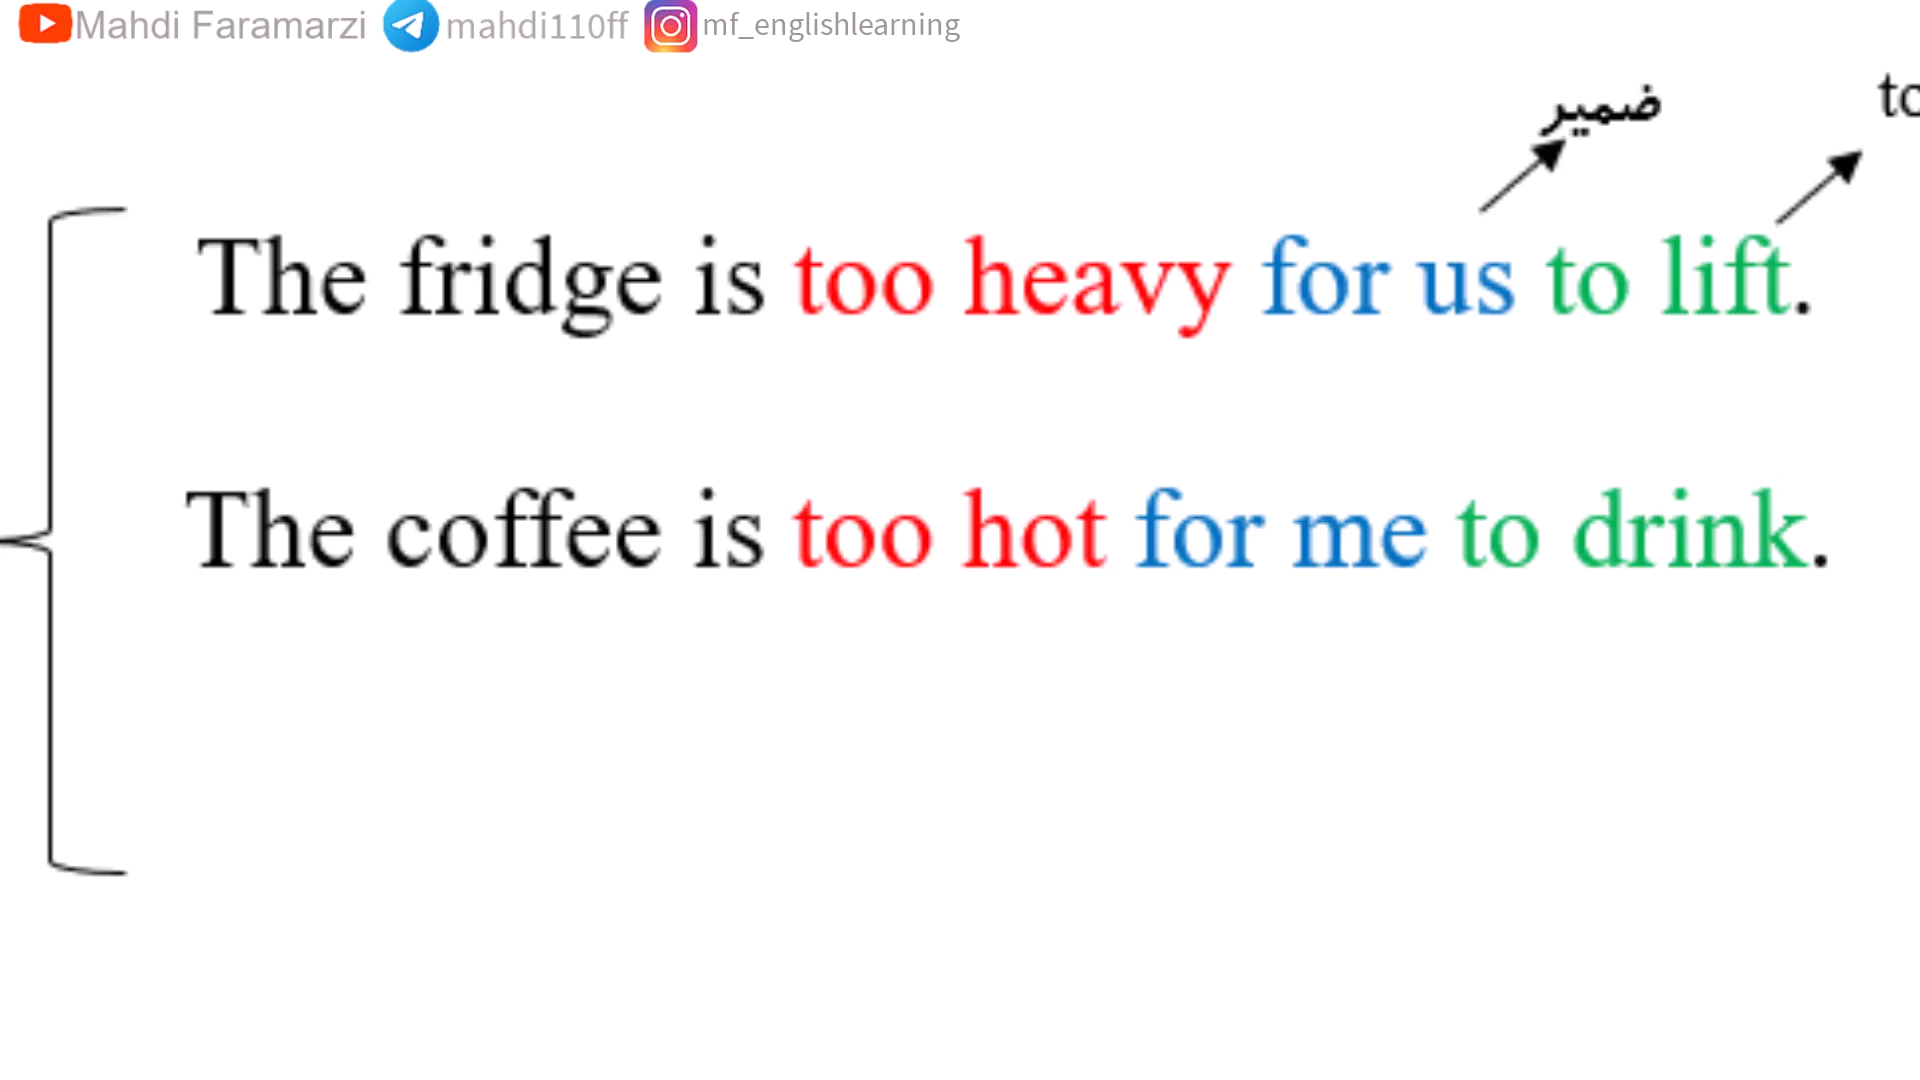 Mahdi Faramarzi mahdi110ff mf_englishlearning
ضمیر
The fridge is too heavy for us to lift.
The coffee is too hot for me to drink.